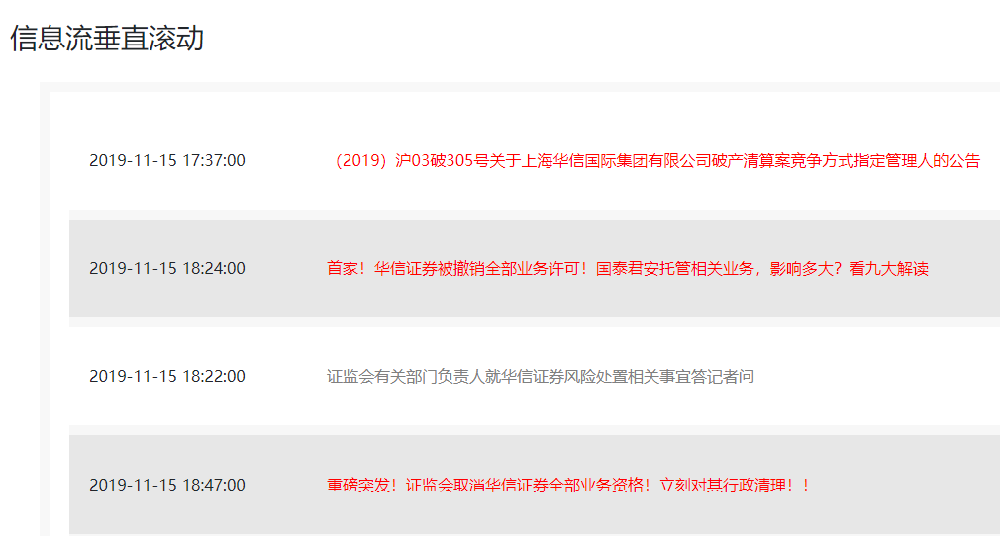 信息流垂直滚动
2019-11-15 17:37:00 （2019）沪03破305号关于上海华信国际集团有限公司破产清算案竞争方式指定管理人的公告
2019-11-15 18:24:00 首家！华信证券被撤销全部业务许可！国泰君安托管相关业务，影响多大？看九大解读
2019-11-15 18:22:00 证监会有关部门负责人就华信证券风险处置相关事宜答记者问
2019-11-15 18:47:00 重磅突发！证监会取消华信证券全部业务资格！立刻对其行政清理！！